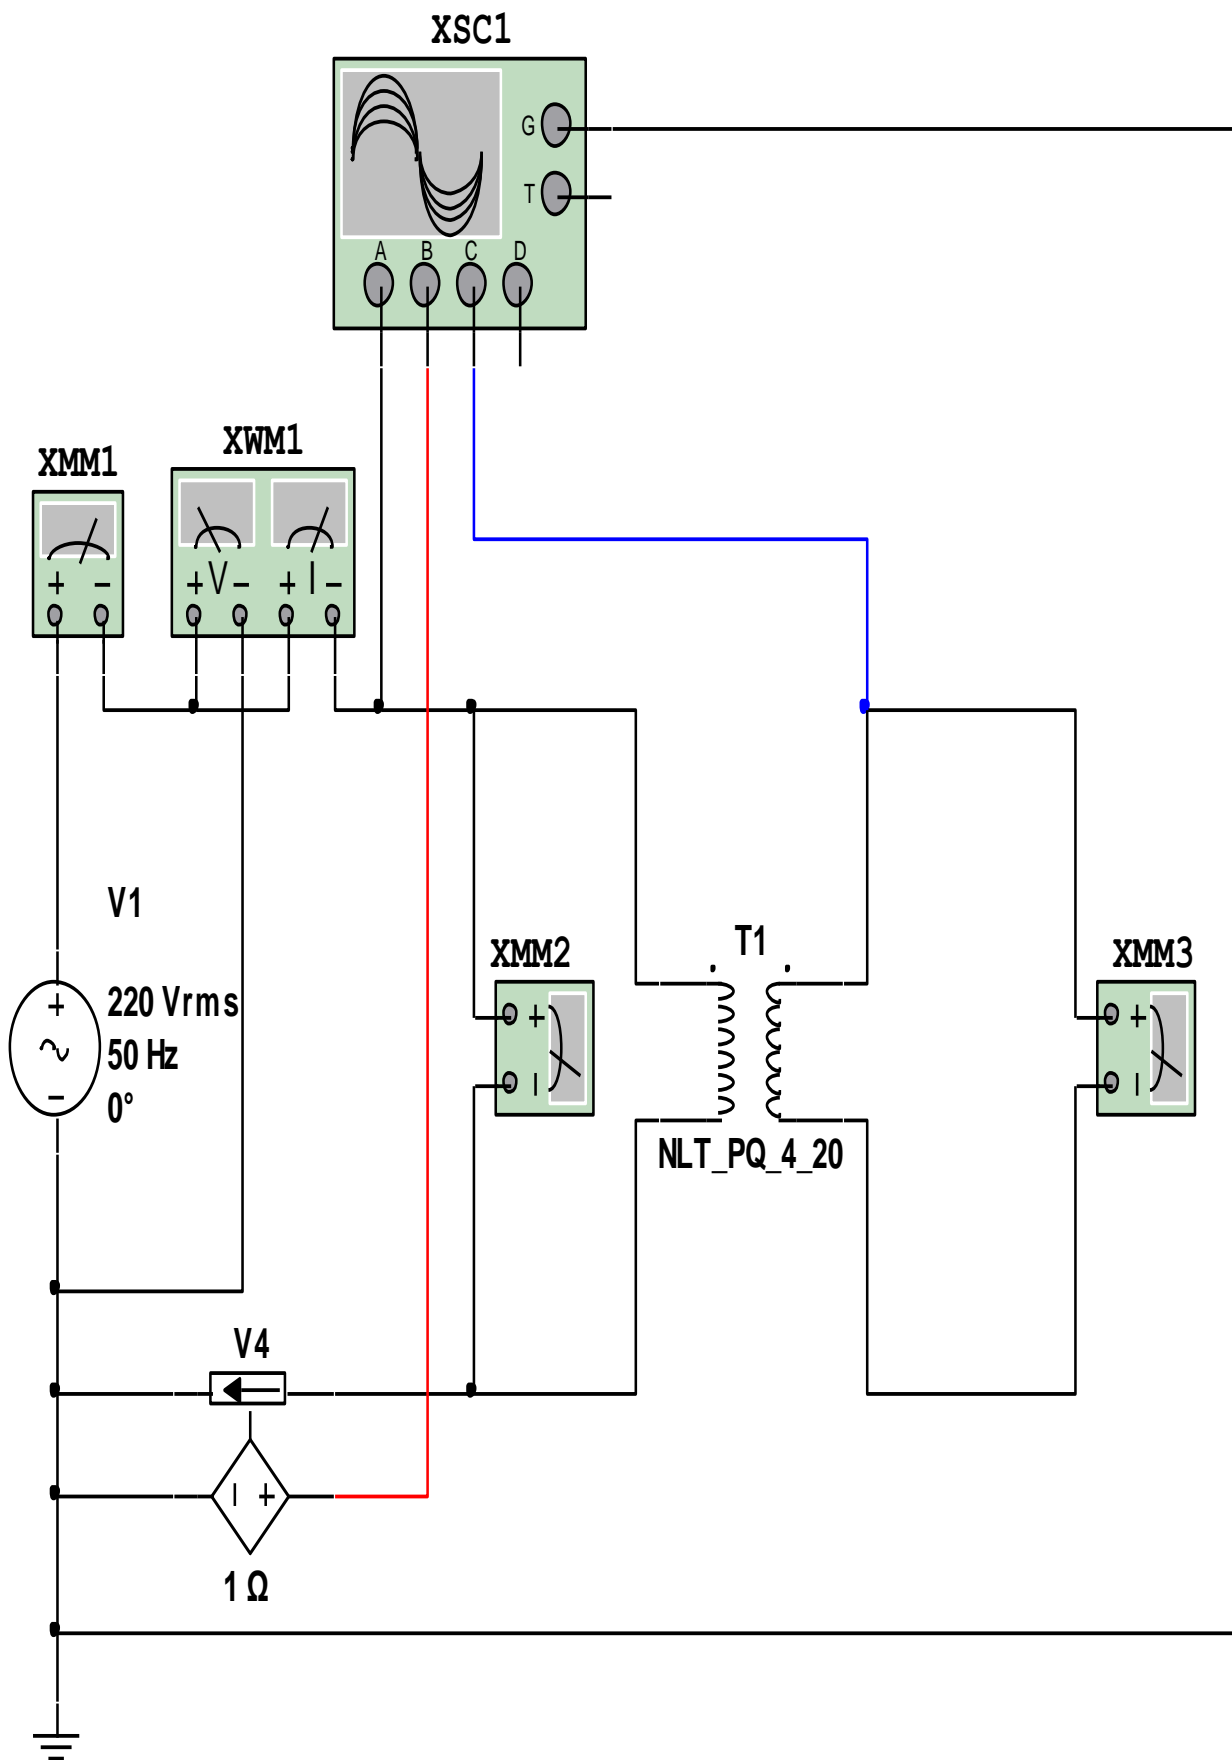 XSC1
G
T
A B C D
XWM1
XMM1
+ V − + I −
+ −
V1
T1
XMM2
XMM3
220 Vrms
50 Hz
0°
+
−
+
−
+
−
NLT_PQ_4_20
V4
− +
1 Ω